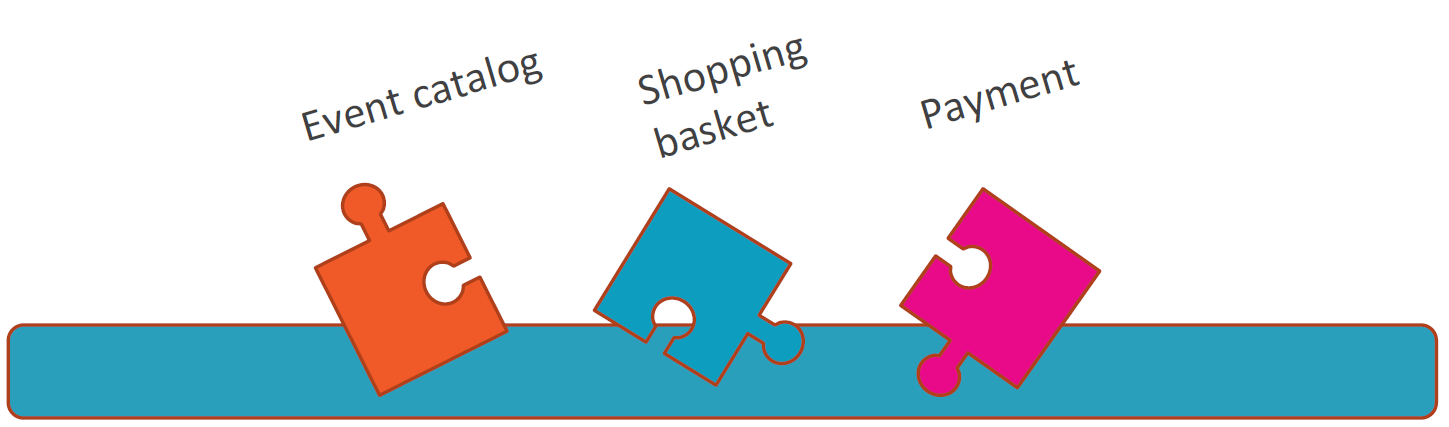 Event catalog
Shopping
basket
Payment